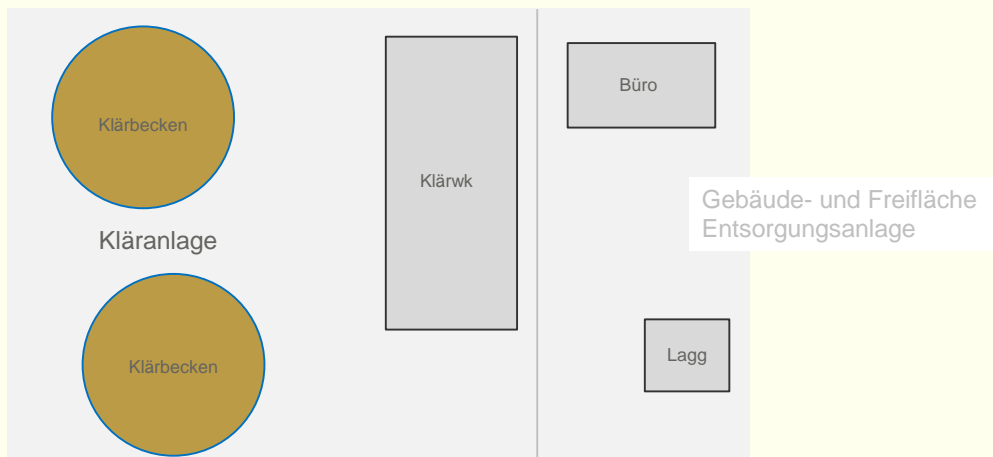 Büro
Klärbecken
Klärwk
Gebäude- und Freifläche
Entsorgungsanlage
Kläranlage
Lagg
Klärbecken